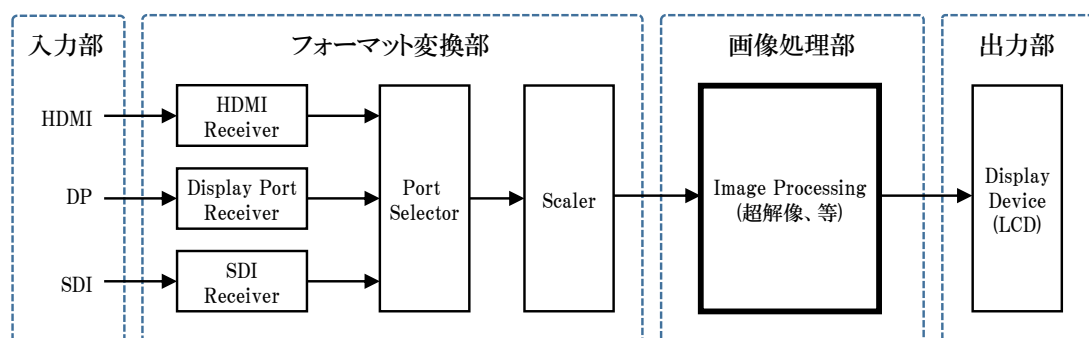 入力部
フォーマット変換部
画像処理部
出力部
HDMI
DP
SDI
HDMI
Receiver
Display Port
Receiver
SDI
Receiver
Port
Selector
Scaler
Image Processing
(超解像、等)
Display
Device
(LCD)